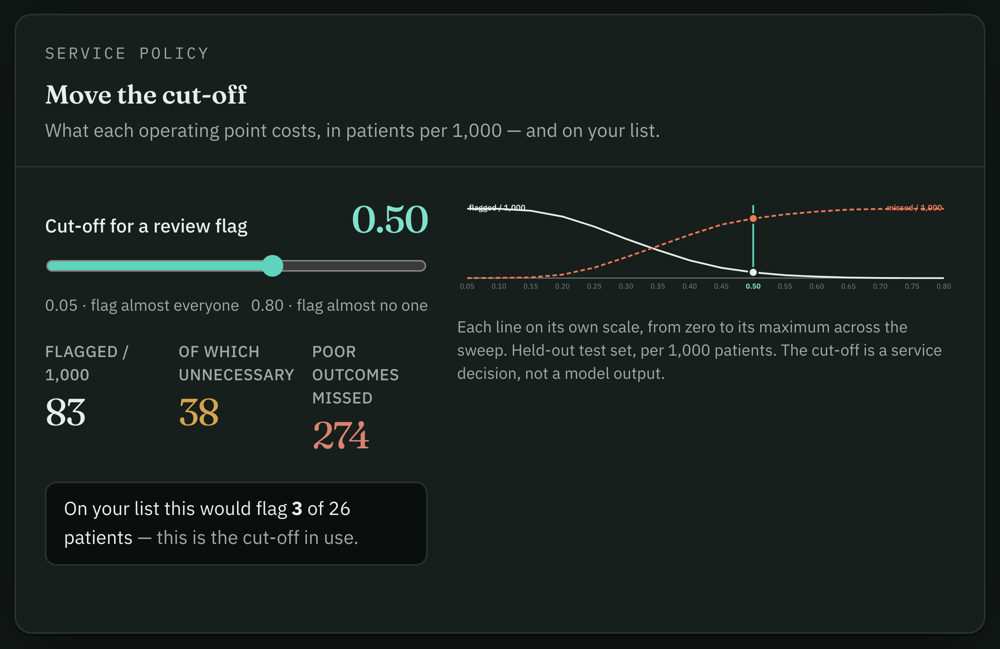 SERVICE POLICY
Move the cut-off
What each operating point costs, in patients per 1,000 — and on your list.
Cut-off for a review flag
0.50
0.05 · flag almost everyone
0.80 · flag almost no one
FLAGGED /
1,000
83
OF WHICH
UNNECESSARY
38
POOR
OUTCOMES
MISSED
274
On your list this would flag 3 of 26
patients — this is the cut-off in use.
flagged / 1,000
missed / 1,000
0.05 0.10 0.15 0.20 0.25 0.30 0.35 0.40 0.45 0.50 0.55 0.60 0.65 0.70 0.75 0.80
Each line on its own scale, from zero to its maximum across the
sweep. Held-out test set, per 1,000 patients. The cut-off is a service
decision, not a model output.